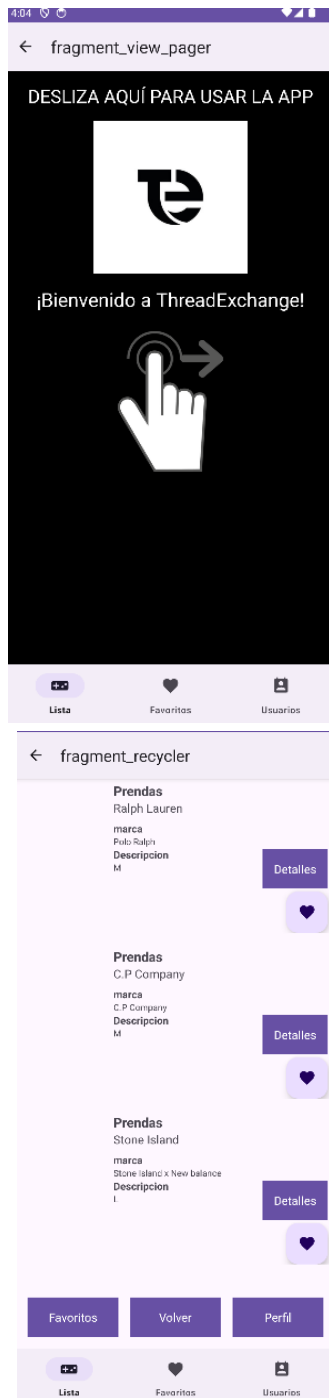 4:04
fragment_view_pager
DESLIZA AQUÍ PARA USAR LA APP
Te
¡Bienvenido a ThreadExchange!
Lista
Favoritos
Usuarios
fragment_recycler
Prendas
Ralph Lauren
marca
Polo Ralph
Descripcion
M
Detalles
Prendas
C.P Company
marca
C.P Company
Descripcion
M
Detalles
Prendas
Stone Island
marca
Stone Island x New balance
Descripcion
L
Detalles
Favoritos
Volver
Perfil
Lista
Favoritos
Usuarios